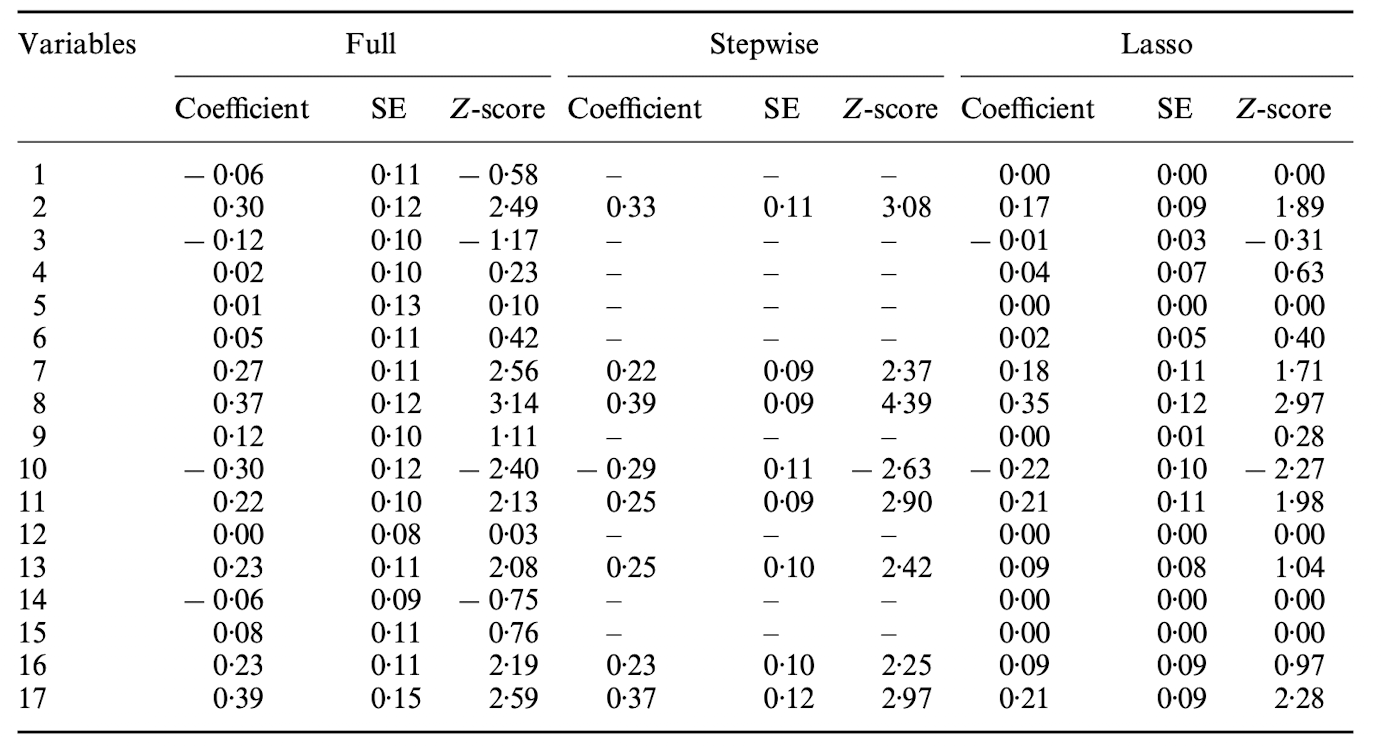 Variables Full Stepwise Lasso
Coefficient SE Z-score Coefficient SE Z-score Coefficient SE Z-score
1 − 0·06 0·11 − 0·58 – – – 0·00 0·00 0·00
2 0·30 0·12 2·49 0·33 0·11 3·08 0·17 0·09 1·89
3 − 0·12 0·10 − 1·17 – – – − 0·01 0·03 − 0·31
4 0·02 0·10 0·23 – – – 0·04 0·07 0·63
5 0·01 0·13 0·10 – – – 0·00 0·00 0·00
6 0·05 0·11 0·42 – – – 0·02 0·05 0·40
7 0·27 0·11 2·56 0·22 0·09 2·37 0·18 0·11 1·71
8 0·37 0·12 3·14 0·39 0·09 4·39 0·35 0·12 2·97
9 0·12 0·10 1·11 – – – 0·00 0·01 0·28
10 − 0·30 0·12 − 2·40 − 0·29 0·11 − 2·63 − 0·22 0·10 − 2·27
11 0·22 0·10 2·13 0·25 0·09 2·90 0·21 0·11 1·98
12 0·00 0·08 0·03 – – – 0·00 0·00 0·00
13 0·23 0·11 2·08 0·25 0·10 2·42 0·09 0·08 1·04
14 − 0·06 0·09 − 0·75 – – – 0·00 0·00 0·00
15 0·08 0·11 0·76 – – – 0·00 0·00 0·00
16 0·23 0·11 2·19 0·23 0·10 2·25 0·09 0·09 0·97
17 0·39 0·15 2·59 0·37 0·12 2·97 0·21 0·09 2·28